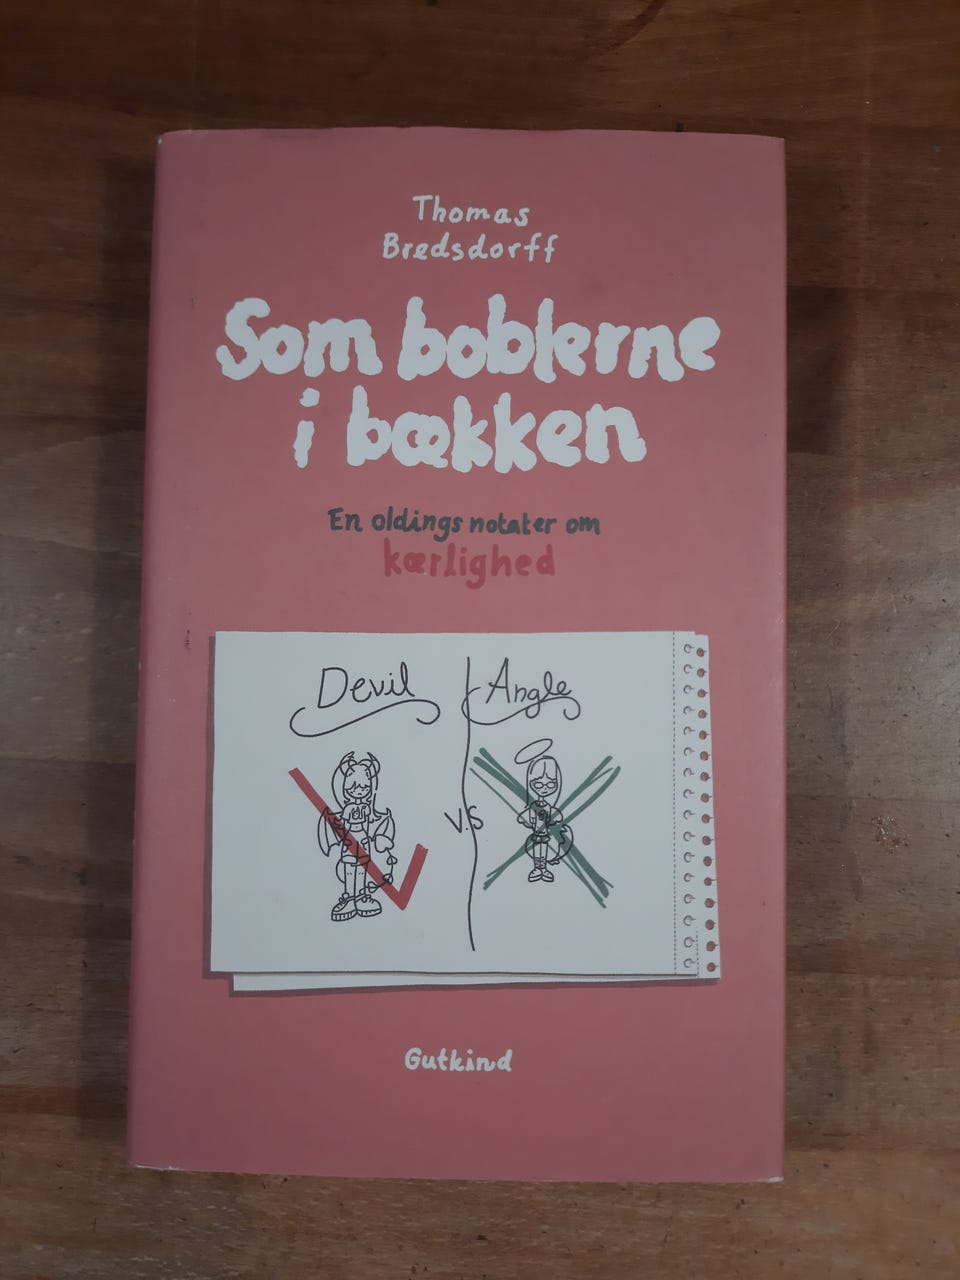 Thomas
Bredsdorff
Som boblerne
i bækken
En oldings notater om
kærlighed
Devil
Angle
V.S
Gutkind